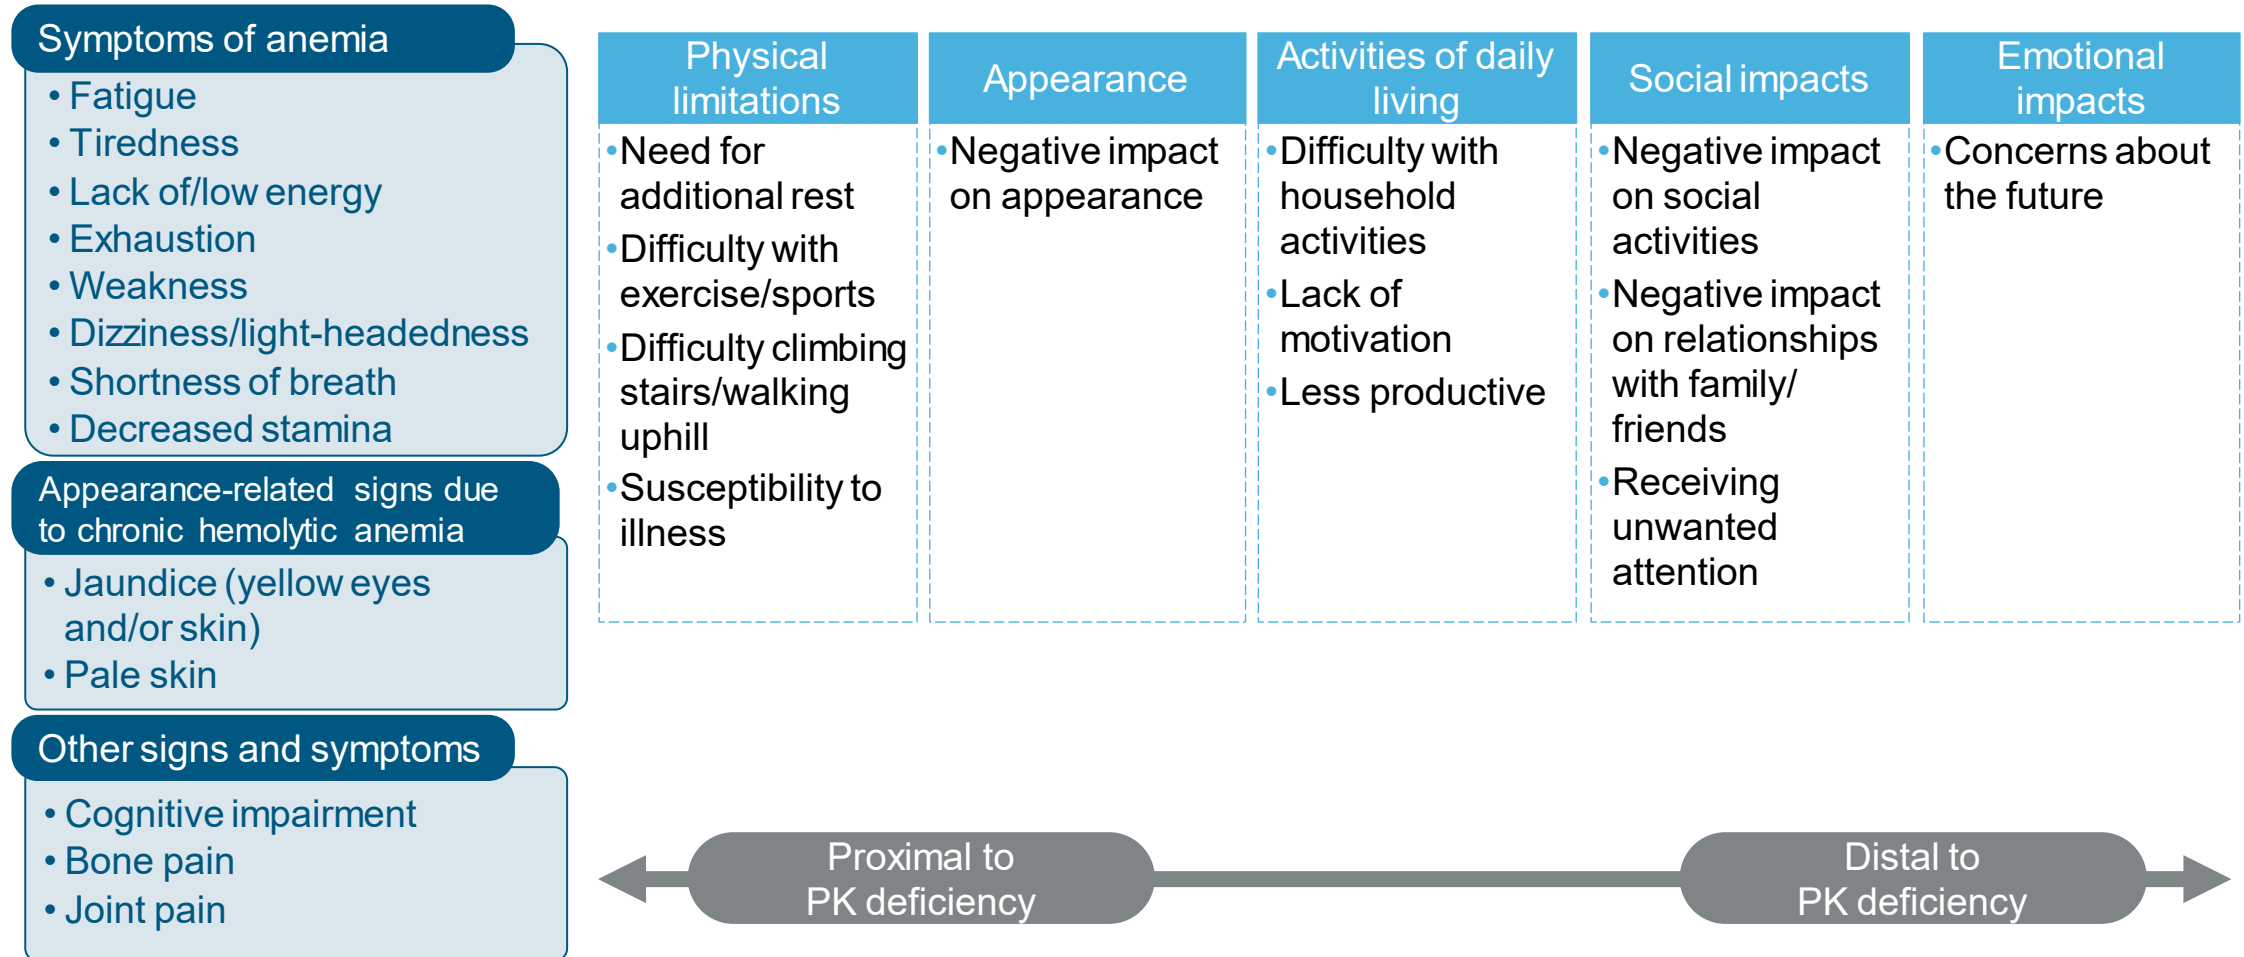 Symptoms of anemia
• Fatigue
• Tiredness
• Lack of/low energy
• Exhaustion
• Weakness
• Dizziness/light-headedness
• Shortness of breath
• Decreased stamina
Appearance-related signs due
to chronic hemolytic anemia
• Jaundice (yellow eyes
and/or skin)
• Pale skin
Other signs and symptoms
• Cognitive impairment
• Bone pain
• Joint pain
Physical
limitations
•Need for
additional rest
•Difficulty with
exercise/sports
•Difficulty climbing
stairs/walking
uphill
•Susceptibility to
illness
Appearance
•Negative impact
on appearance
Activities of daily
living
•Difficulty with
household
activities
•Lack of
motivation
•Less productive
Social impacts
•Negative impact
on social
activities
•Negative impact
on relationships
with family/
friends
•Receiving
unwanted
attention
Emotional
impacts
•Concerns about
the future
Proximal to
PK deficiency
Distal to
PK deficiency